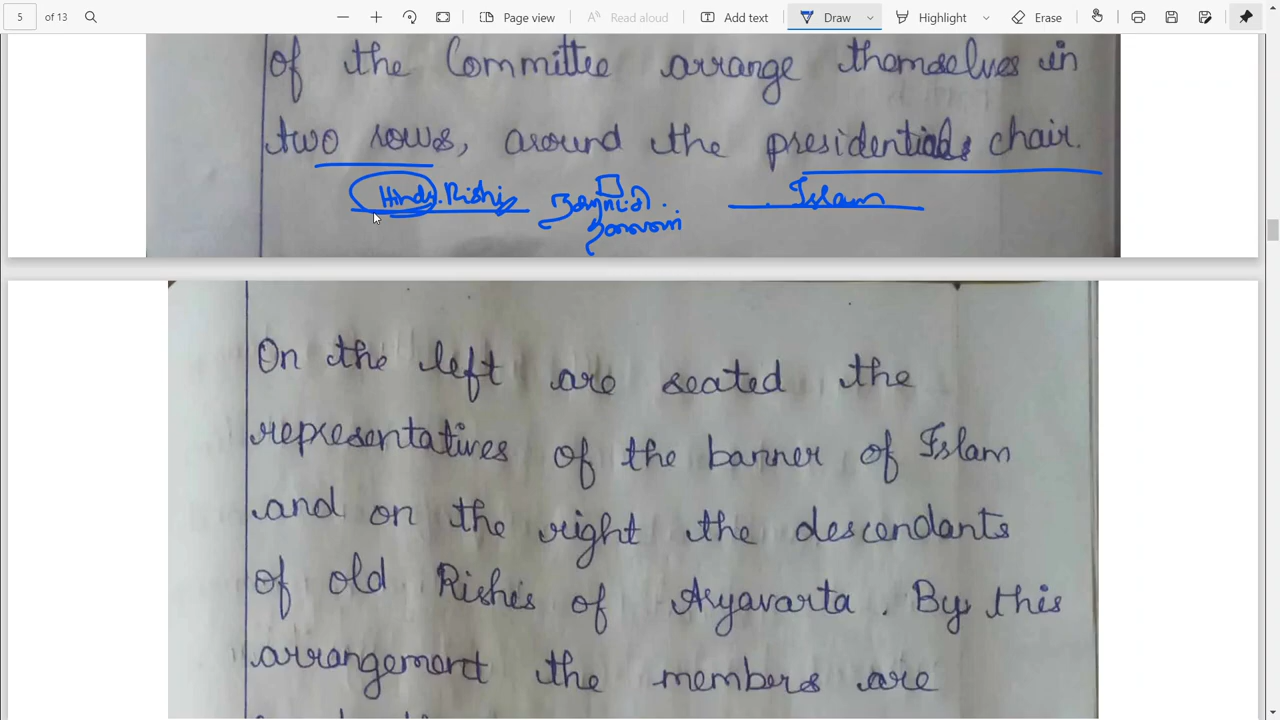 5 of 13 Page view Read aloud Add text Draw Highlight Erase
of the Committee arrange themselves in
two rows, around the presidential chair.
Hindu. Rishi Islam
On the left are seated the
representatives of the banner of Islam
and on the right the descendants
of old Rishis of Aryavarta. By this
arrangement the members are